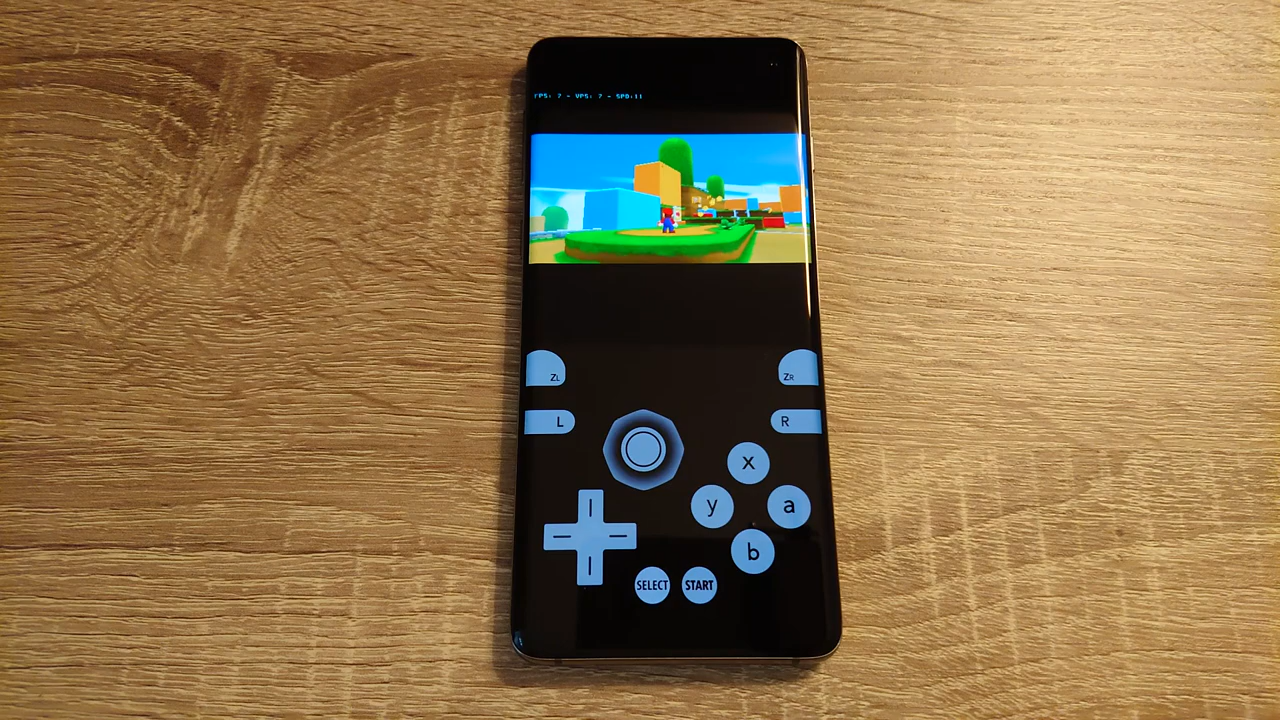 FPS: 7 - VPS: 7 - SPD:11
ZL ZR
L R
x
y a
b
SELECT START